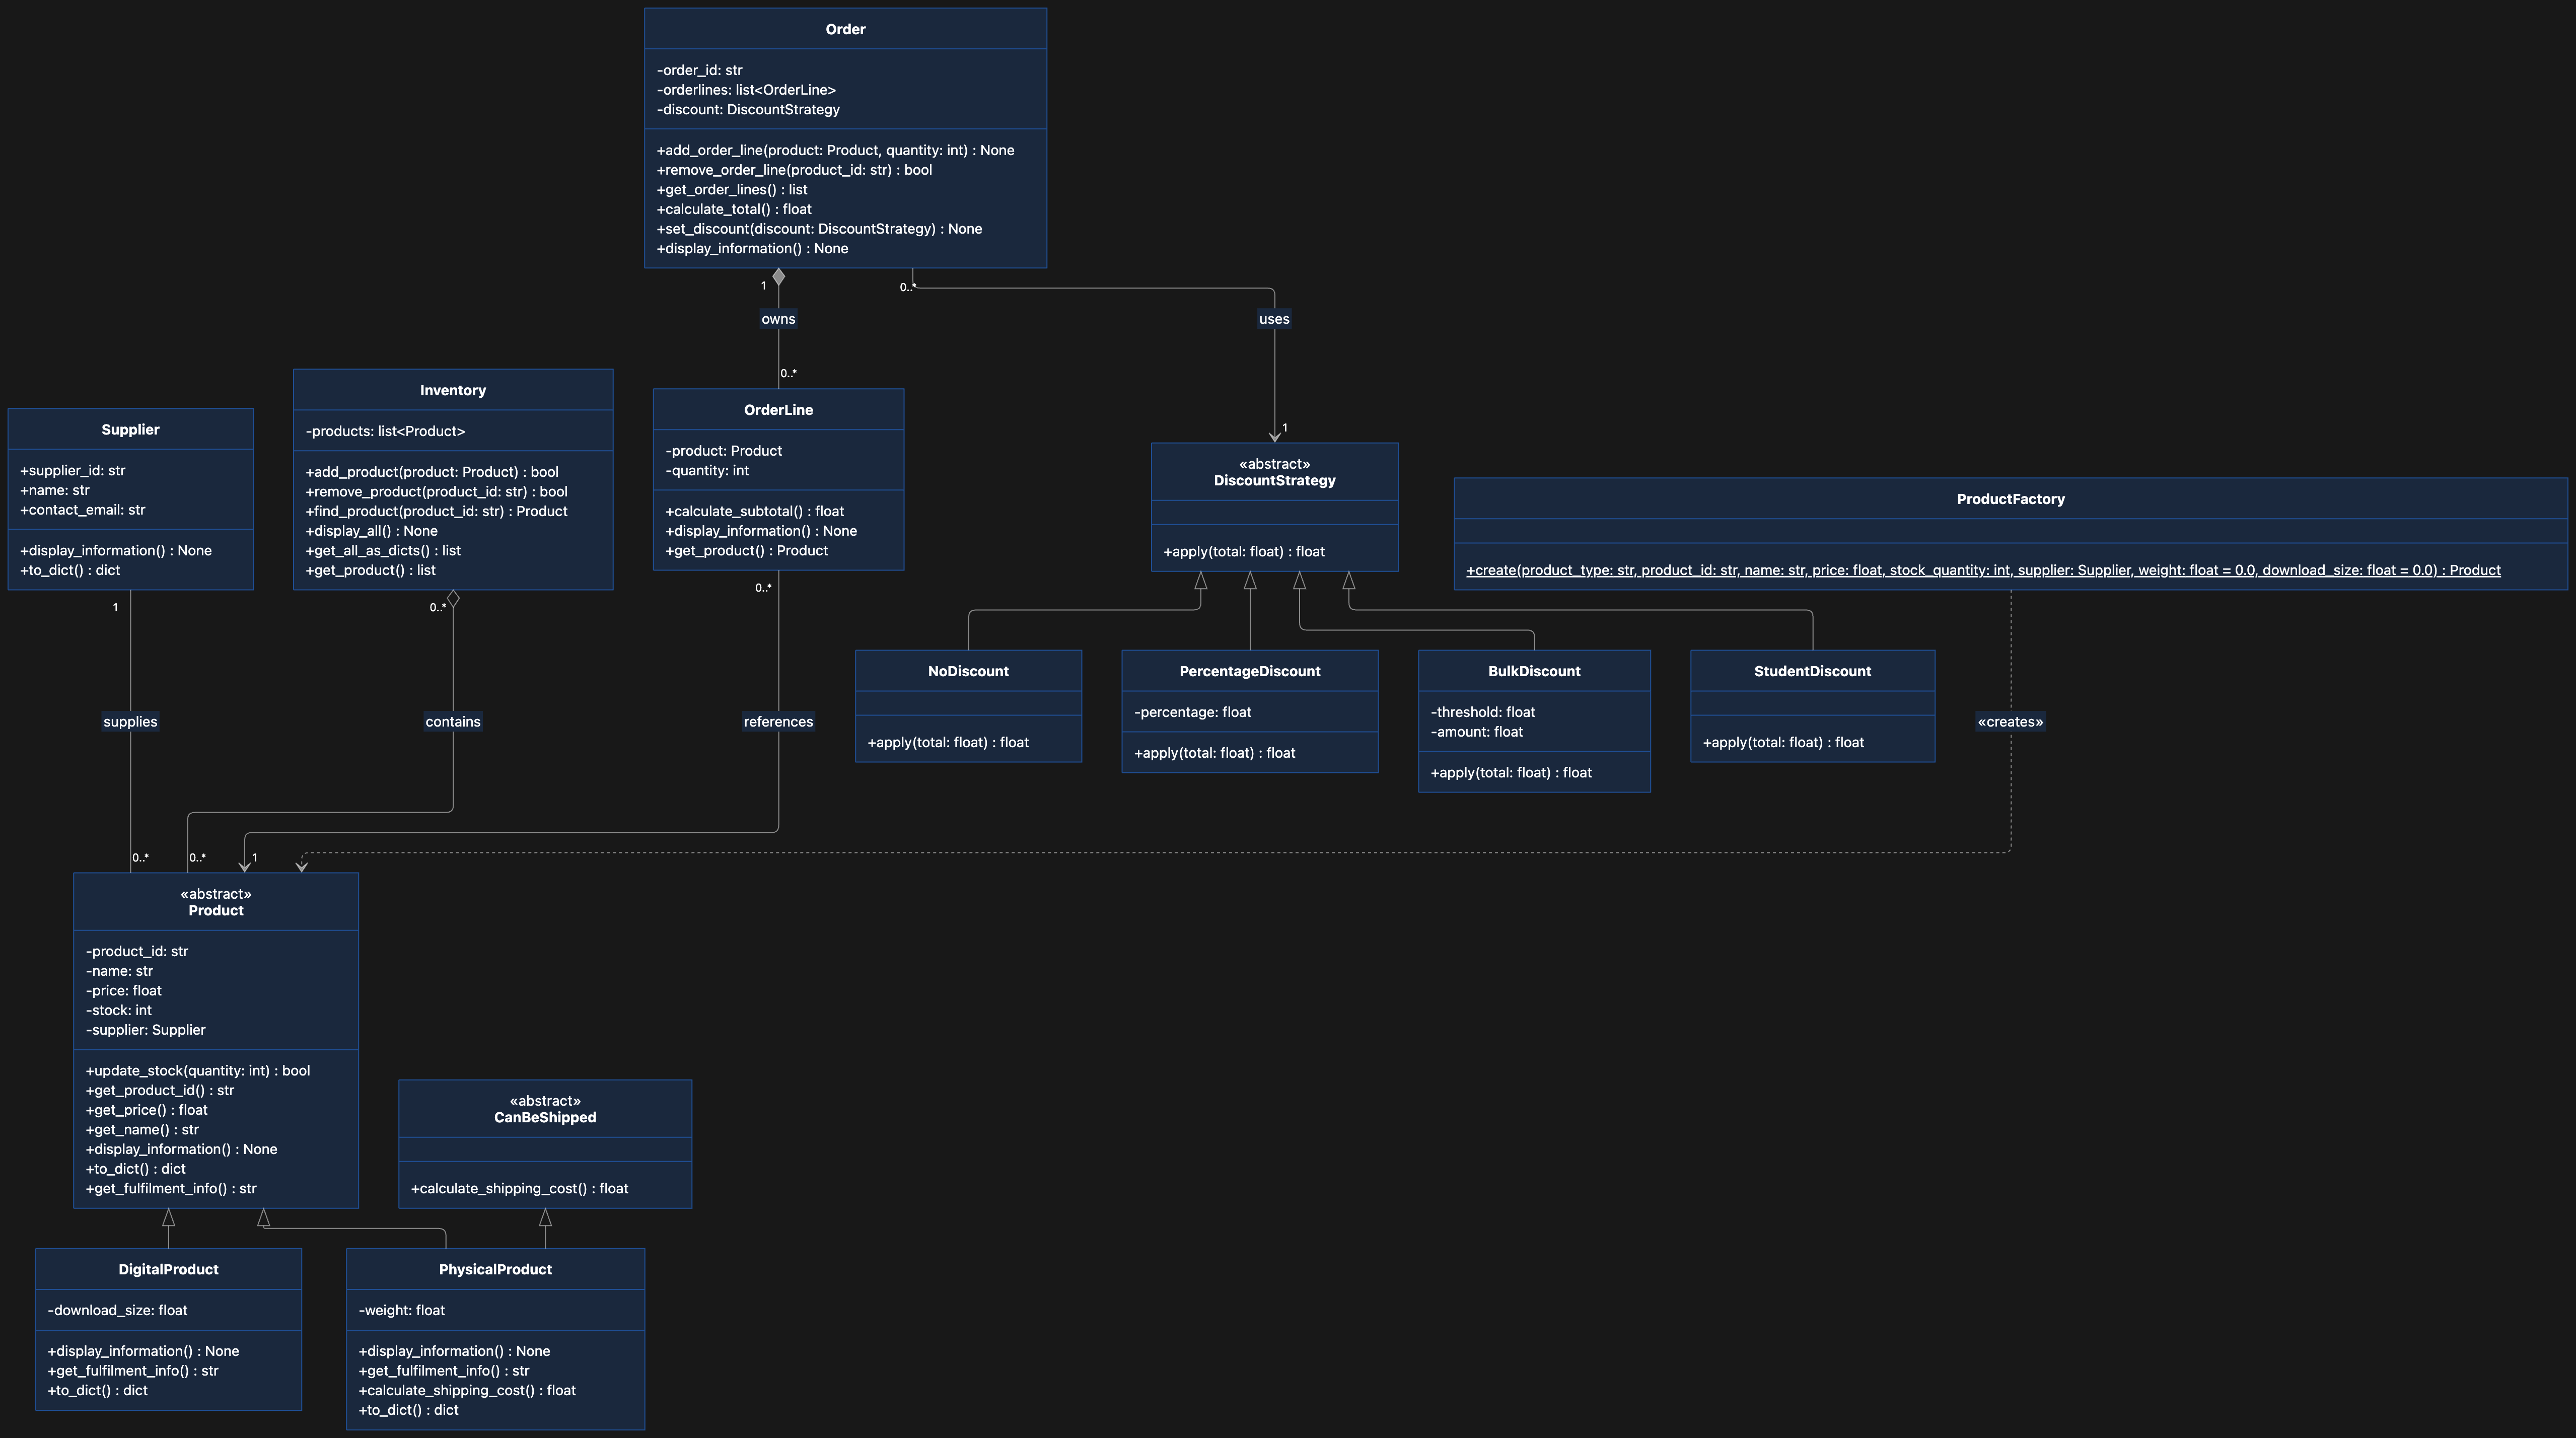 Order
-order_id: str
-orderlines: list<OrderLine>
-discount: DiscountStrategy
+add_order_line(product: Product, quantity: int) : None
+remove_order_line(product_id: str) : bool
+get_order_lines() : list
+calculate_total() : float
+set_discount(discount: DiscountStrategy) : None
+display_information() : None
1
0..*
owns
uses
0..*
1
Supplier
+supplier_id: str
+name: str
+contact_email: str
+display_information() : None
+to_dict() : dict
Inventory
-products: list<Product>
+add_product(product: Product) : bool
+remove_product(product_id: str) : bool
+find_product(product_id: str) : Product
+display_all() : None
+get_all_as_dicts() : list
+get_product() : list
OrderLine
-product: Product
-quantity: int
+calculate_subtotal() : float
+display_information() : None
+get_product() : Product
«abstract»
DiscountStrategy
+apply(total: float) : float
ProductFactory
+create(product_type: str, product_id: str, name: str, price: float, stock_quantity: int, supplier: Supplier, weight: float = 0.0, download_size: float = 0.0) : Product
1
0..*
0..*
NoDiscount
+apply(total: float) : float
PercentageDiscount
-percentage: float
+apply(total: float) : float
BulkDiscount
-threshold: float
-amount: float
+apply(total: float) : float
StudentDiscount
+apply(total: float) : float
supplies
contains
references
«creates»
0..*
0..*
1
«abstract»
Product
-product_id: str
-name: str
-price: float
-stock: int
-supplier: Supplier
+update_stock(quantity: int) : bool
+get_product_id() : str
+get_price() : float
+get_name() : str
+display_information() : None
+to_dict() : dict
+get_fulfilment_info() : str
«abstract»
CanBeShipped
+calculate_shipping_cost() : float
DigitalProduct
-download_size: float
+display_information() : None
+get_fulfilment_info() : str
+to_dict() : dict
PhysicalProduct
-weight: float
+display_information() : None
+get_fulfilment_info() : str
+calculate_shipping_cost() : float
+to_dict() : dict